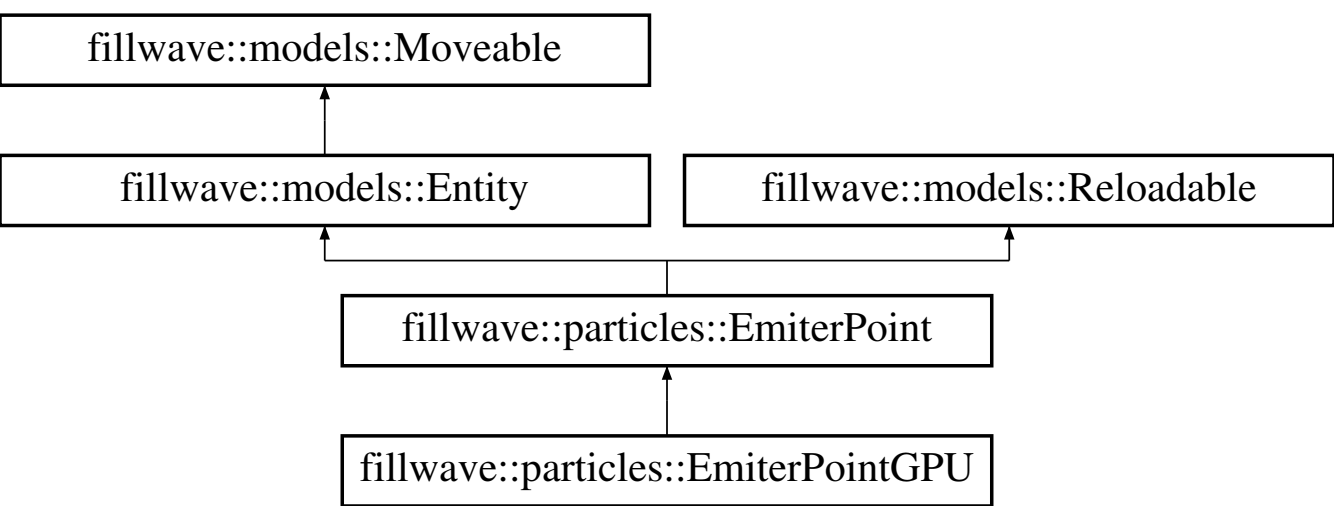 fillwave::models::Moveable
fillwave::models::Entity
fillwave::models::Reloadable
fillwave::particles::EmiterPoint
fillwave::particles::EmiterPointGPU